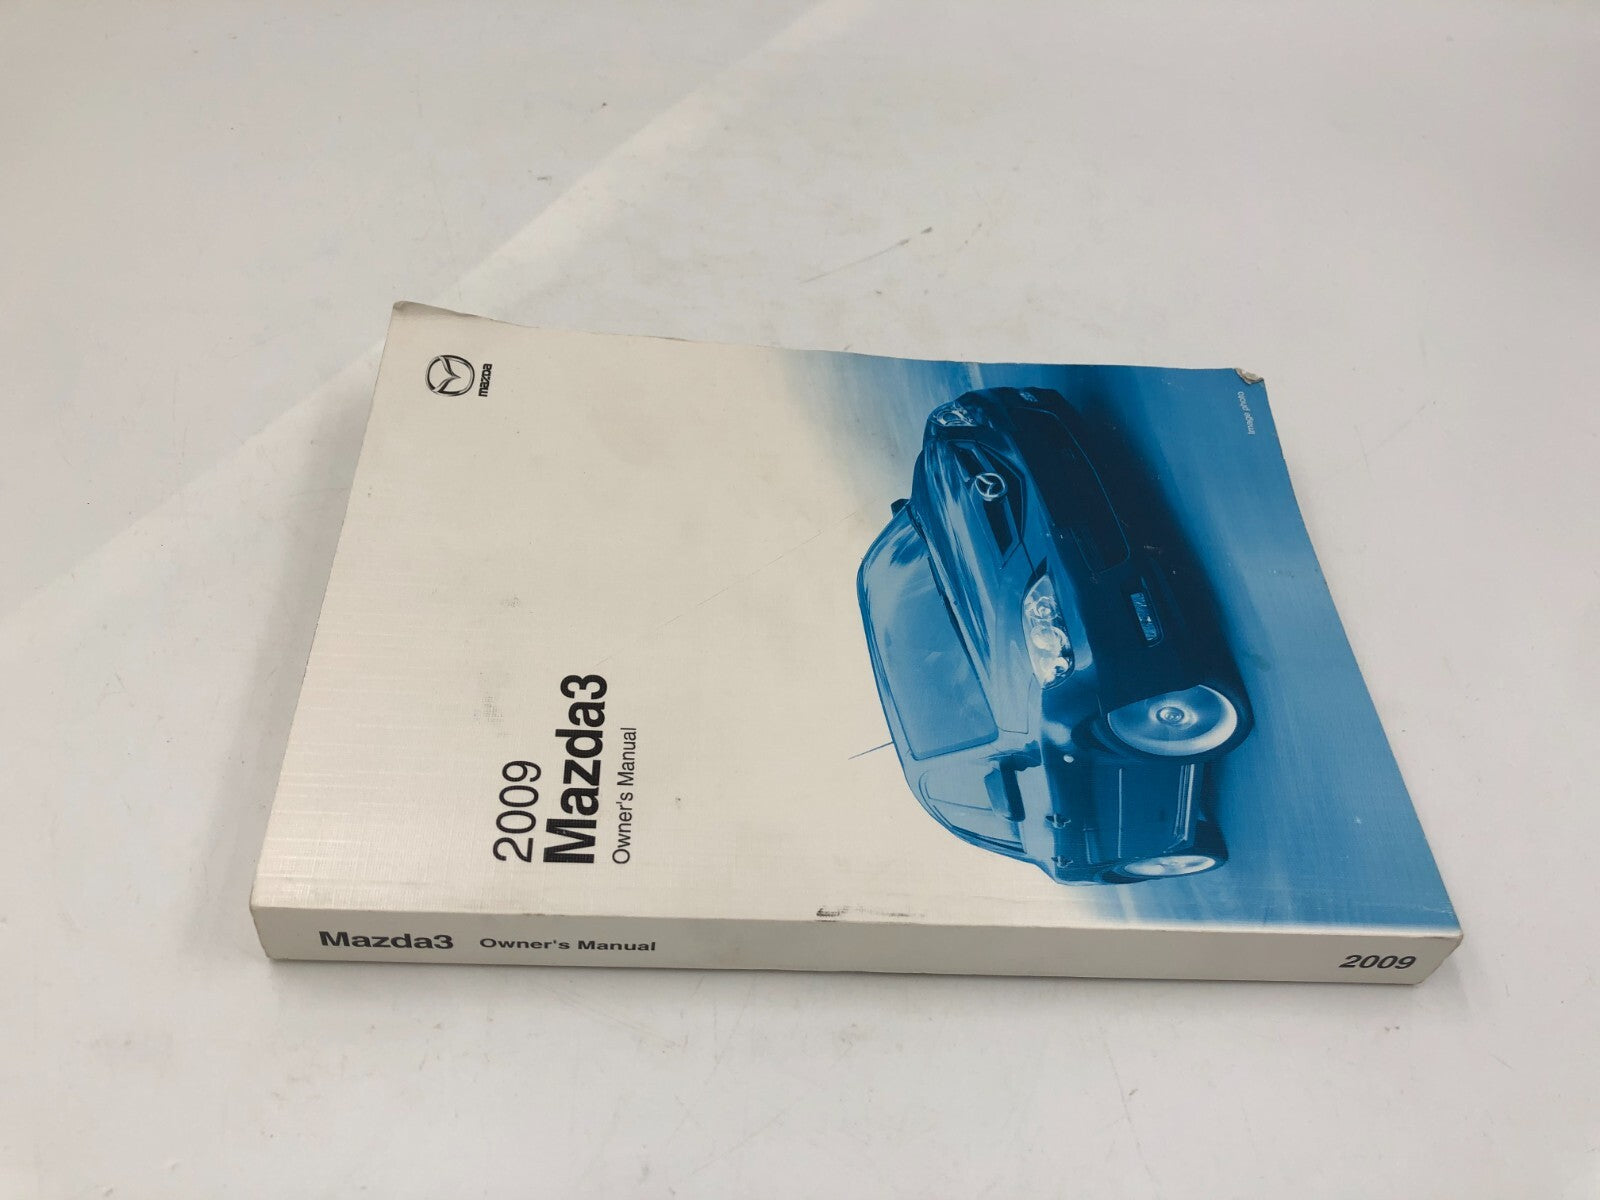 mazda
2009
Mazda3
Owner's Manual
Image photo
Mazda3 Owner's Manual 2009